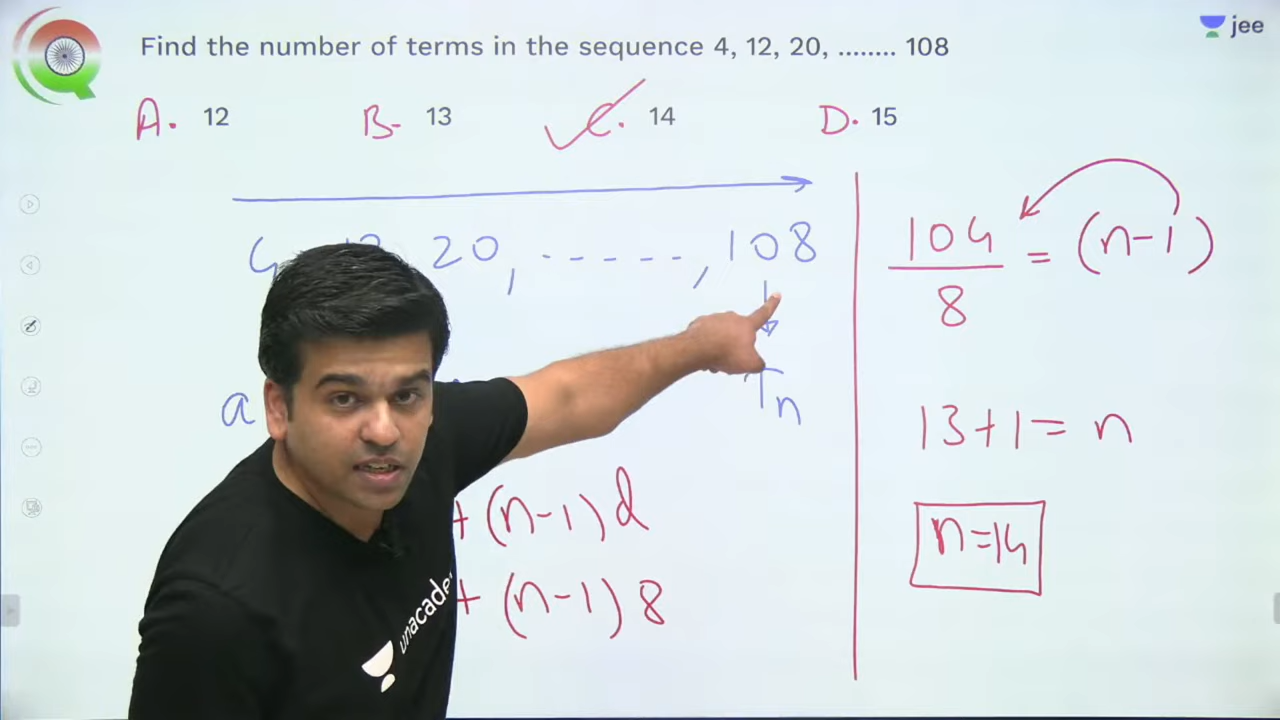 Find the number of terms in the sequence 4, 12, 20, ........ 108
jee
A. 12 B. 13 C. 14 D. 15
20, -----, 108
a Tn
+ (n-1) d
+ (n-1) 8
104/8 = (n-1)
13+1 = n
n=14
unacade